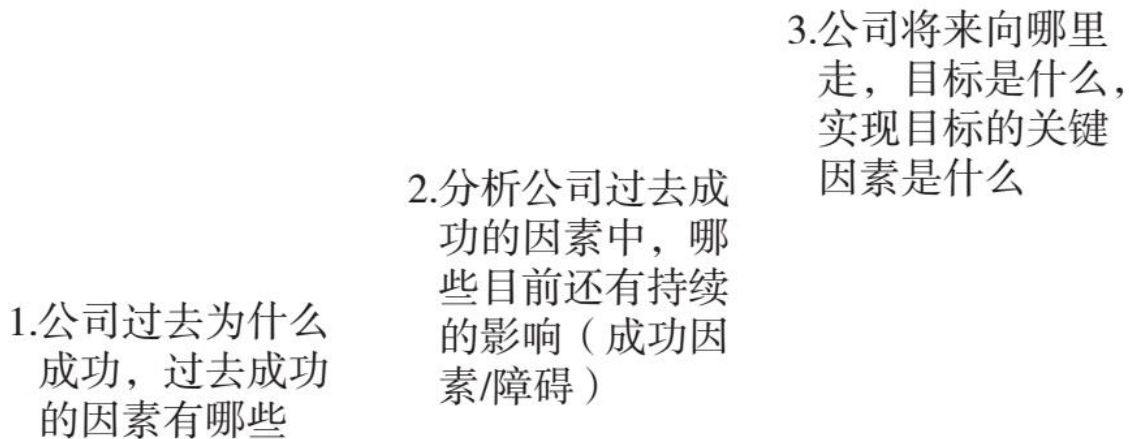 1.公司过去为什么
成功，过去成功
的因素有哪些
2.分析公司过去成
功的因素中，哪
些目前还有持续
的影响（成功因
素/障碍）
3.公司将来向哪里
走，目标是什么，
实现目标的关键
因素是什么